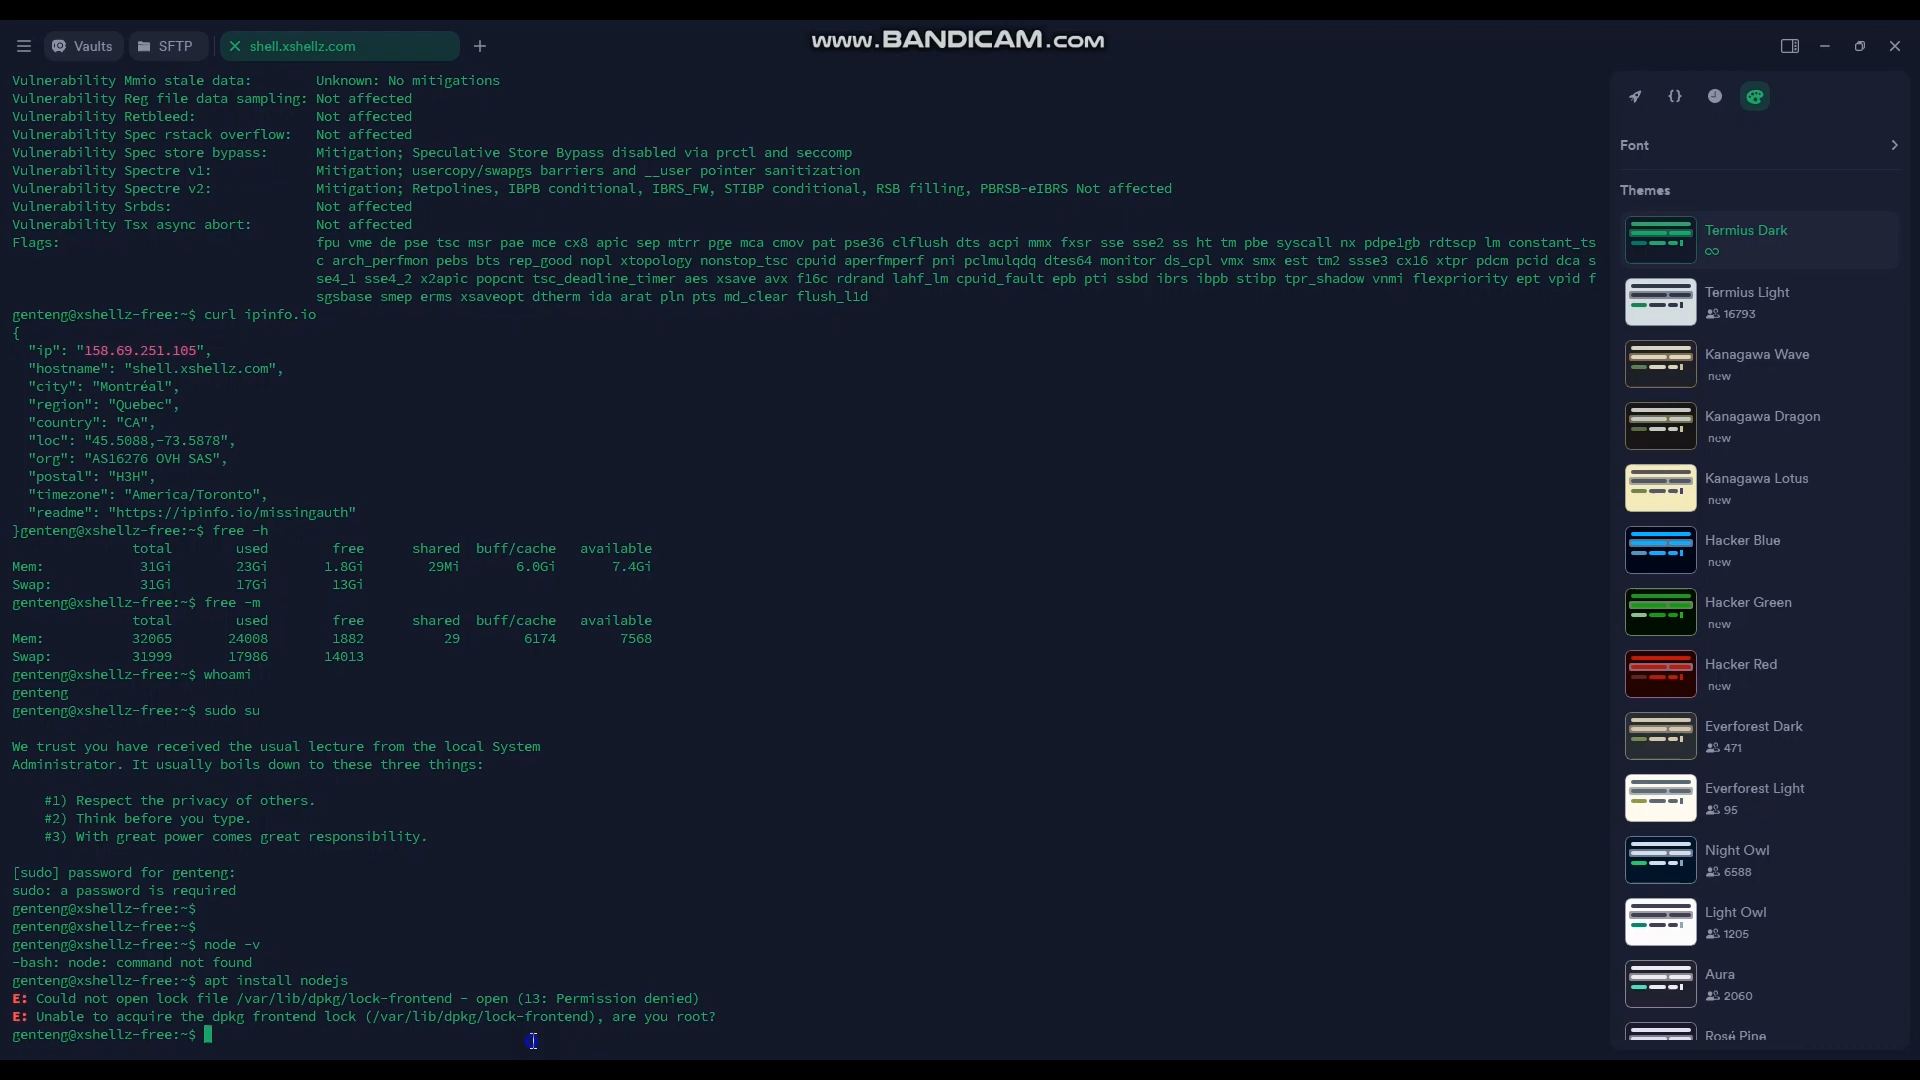 Vaults
SFTP
shell.xshellz.com
www.BANDICAM.com
Vulnerability Mmio stale data: Unknown: No mitigations
Vulnerability Reg file data sampling: Not affected
Vulnerability Retbleed: Not affected
Vulnerability Spec rstack overflow: Not affected
Vulnerability Spec store bypass: Mitigation; Speculative Store Bypass disabled via prctl and seccomp
Vulnerability Spectre v1: Mitigation; usercopy/swapgs barriers and __user pointer sanitization
Vulnerability Spectre v2: Mitigation; Retpolines, IBPB conditional, IBRS_FW, STIBP conditional, RSB filling, PBRSB-eIBRS Not affected
Vulnerability Srbds: Not affected
Vulnerability Tsx async abort: Not affected
Flags: fpu vme de pse tsc msr pae mce cx8 apic sep mtrr pge mca cmov pat pse36 clflush dts acpi mmx fxsr sse sse2 ss ht tm pbe syscall nx pdpe1gb rdtscp lm constant_ts
c arch_perfmon pebs bts rep_good nopl xtopology nonstop_tsc cpuid aperfmperf pni pclmulqdq dtes64 monitor ds_cpl vmx smx est tm2 ssse3 cx16 xtpr pdcm pcid dca s
se4_1 sse4_2 x2apic popcnt tsc_deadline_timer aes xsave avx f16c rdrand lahf_lm cpuid_fault epb pti ssbd ibrs ibpb stibp tpr_shadow vnmi flexpriority ept vpid f
sgsbase smep erms xsaveopt dtherm ida arat pln pts md_clear flush_l1d
genteng@xshellz-free:~$ curl ipinfo.io
{
"ip": "158.69.251.105",
"hostname": "shell.xshellz.com",
"city": "Montréal",
"region": "Quebec",
"country": "CA",
"loc": "45.5088,-73.5878",
"org": "AS16276 OVH SAS",
"postal": "H3H",
"timezone": "America/Toronto",
"readme": "https://ipinfo.io/missingauth"
}genteng@xshellz-free:~$ free -h
total used free shared buff/cache available
Mem: 31Gi 23Gi 1.8Gi 29Mi 6.0Gi 7.4Gi
Swap: 31Gi 17Gi 13Gi
genteng@xshellz-free:~$ free -m
total used free shared buff/cache available
Mem: 32065 24008 1882 29 6174 7568
Swap: 31999 17986 14013
genteng@xshellz-free:~$ whoami
genteng
genteng@xshellz-free:~$ sudo su
We trust you have received the usual lecture from the local System
Administrator. It usually boils down to these three things:
#1) Respect the privacy of others.
#2) Think before you type.
#3) With great power comes great responsibility.
[sudo] password for genteng:
sudo: a password is required
genteng@xshellz-free:~$
genteng@xshellz-free:~$
genteng@xshellz-free:~$ node -v
-bash: node: command not found
genteng@xshellz-free:~$ apt install nodejs
E: Could not open lock file /var/lib/dpkg/lock-frontend - open (13: Permission denied)
E: Unable to acquire the dpkg frontend lock (/var/lib/dpkg/lock-frontend), are you root?
genteng@xshellz-free:~$
Font
Themes
Termius Dark
∞
Termius Light
16793
Kanagawa Wave
new
Kanagawa Dragon
new
Kanagawa Lotus
new
Hacker Blue
new
Hacker Green
new
Hacker Red
new
Everforest Dark
471
Everforest Light
95
Night Owl
6588
Light Owl
1205
Aura
2060
Rosé Pine